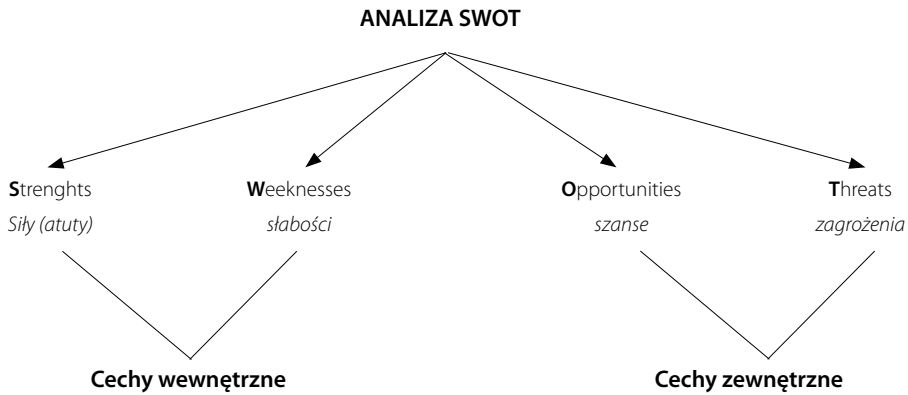 ANALIZA SWOT
Strenghts Weeknesses Opportunities Threats
Siły (atuty) słabości szanse zagrożenia
Cechy wewnętrzne Cechy zewnętrzne